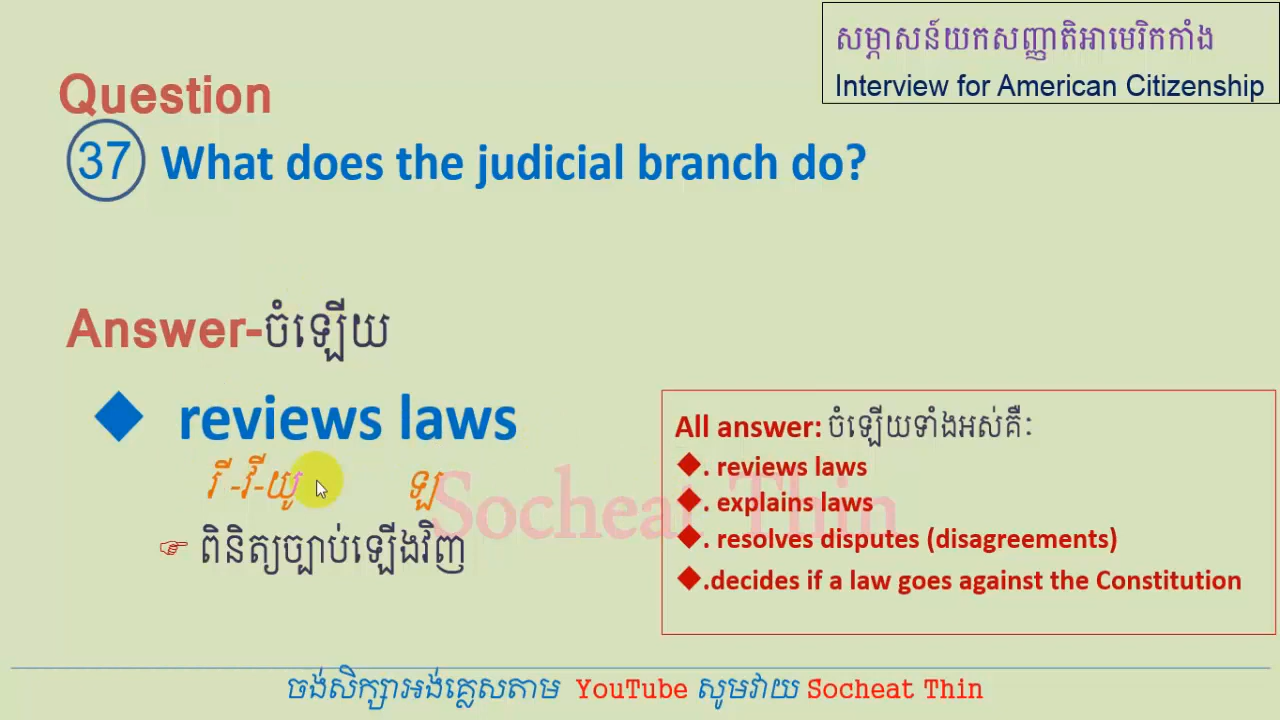 សម្ភាសន៍យកសញ្ញាតិអាមេរិកកាំង
Interview for American Citizenship
Question
37 What does the judicial branch do?
Answer-ចំឡើយ
◆ reviews laws
រី -វី-យូ ឡ
☞ ពិនិត្យច្បាប់ឡើងវិញ
All answer: ចំឡើយទាំងអស់គឺៈ
◆. reviews laws
◆. explains laws
◆. resolves disputes (disagreements)
◆.decides if a law goes against the Constitution
Socheat Thin
ចង់សិក្សាអង់គ្លេសតាម YouTube សូមវាយ Socheat Thin